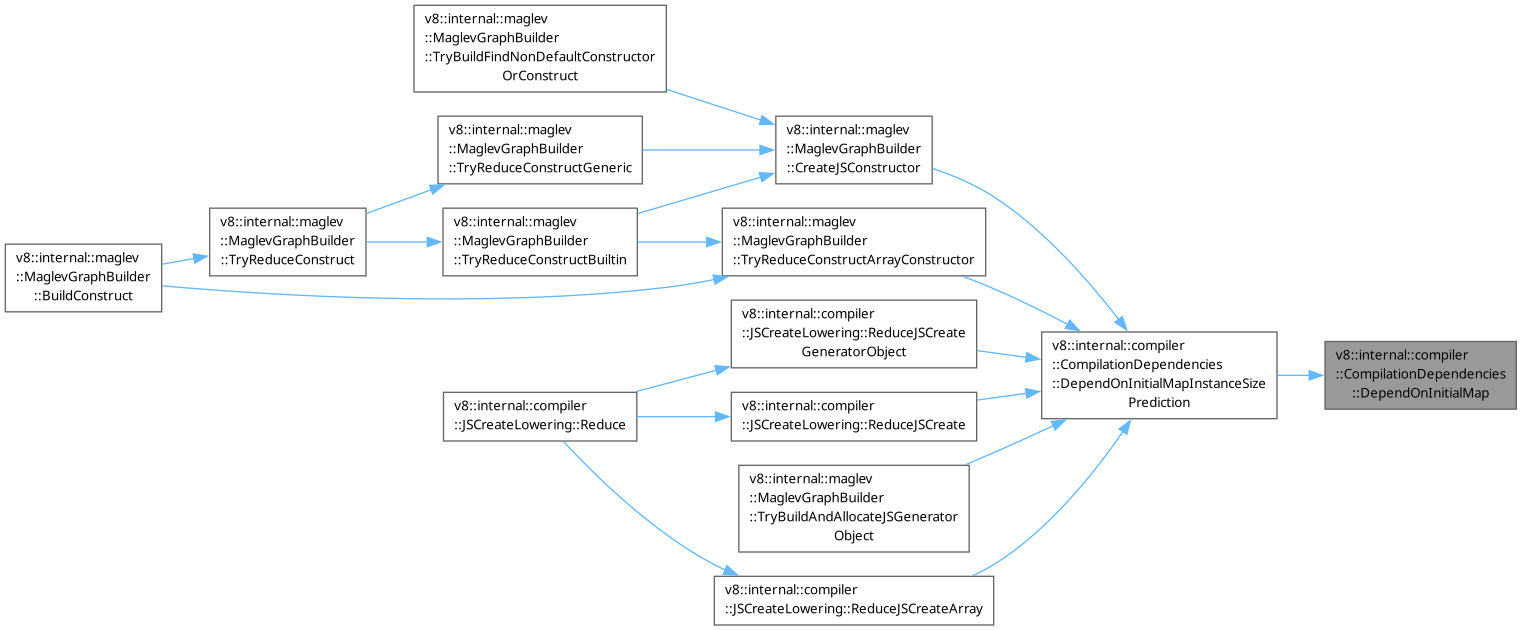 v8::internal::maglev
::MaglevGraphBuilder
::TryBuildFindNonDefaultConstructor
OrConstruct
v8::internal::maglev
::MaglevGraphBuilder
::TryReduceConstructGeneric
v8::internal::maglev
::MaglevGraphBuilder
::CreateJSConstructor
v8::internal::maglev
::MaglevGraphBuilder
::BuildConstruct
v8::internal::maglev
::MaglevGraphBuilder
::TryReduceConstruct
v8::internal::maglev
::MaglevGraphBuilder
::TryReduceConstructBuiltin
v8::internal::maglev
::MaglevGraphBuilder
::TryReduceConstructArrayConstructor
v8::internal::compiler
::JSCreateLowering::ReduceJSCreate
GeneratorObject
v8::internal::compiler
::CompilationDependencies
::DependOnInitialMapInstanceSize
Prediction
v8::internal::compiler
::CompilationDependencies
::DependOnInitialMap
v8::internal::compiler
::JSCreateLowering::Reduce
v8::internal::compiler
::JSCreateLowering::ReduceJSCreate
v8::internal::maglev
::MaglevGraphBuilder
::TryBuildAndAllocateJSGenerator
Object
v8::internal::compiler
::JSCreateLowering::ReduceJSCreateArray